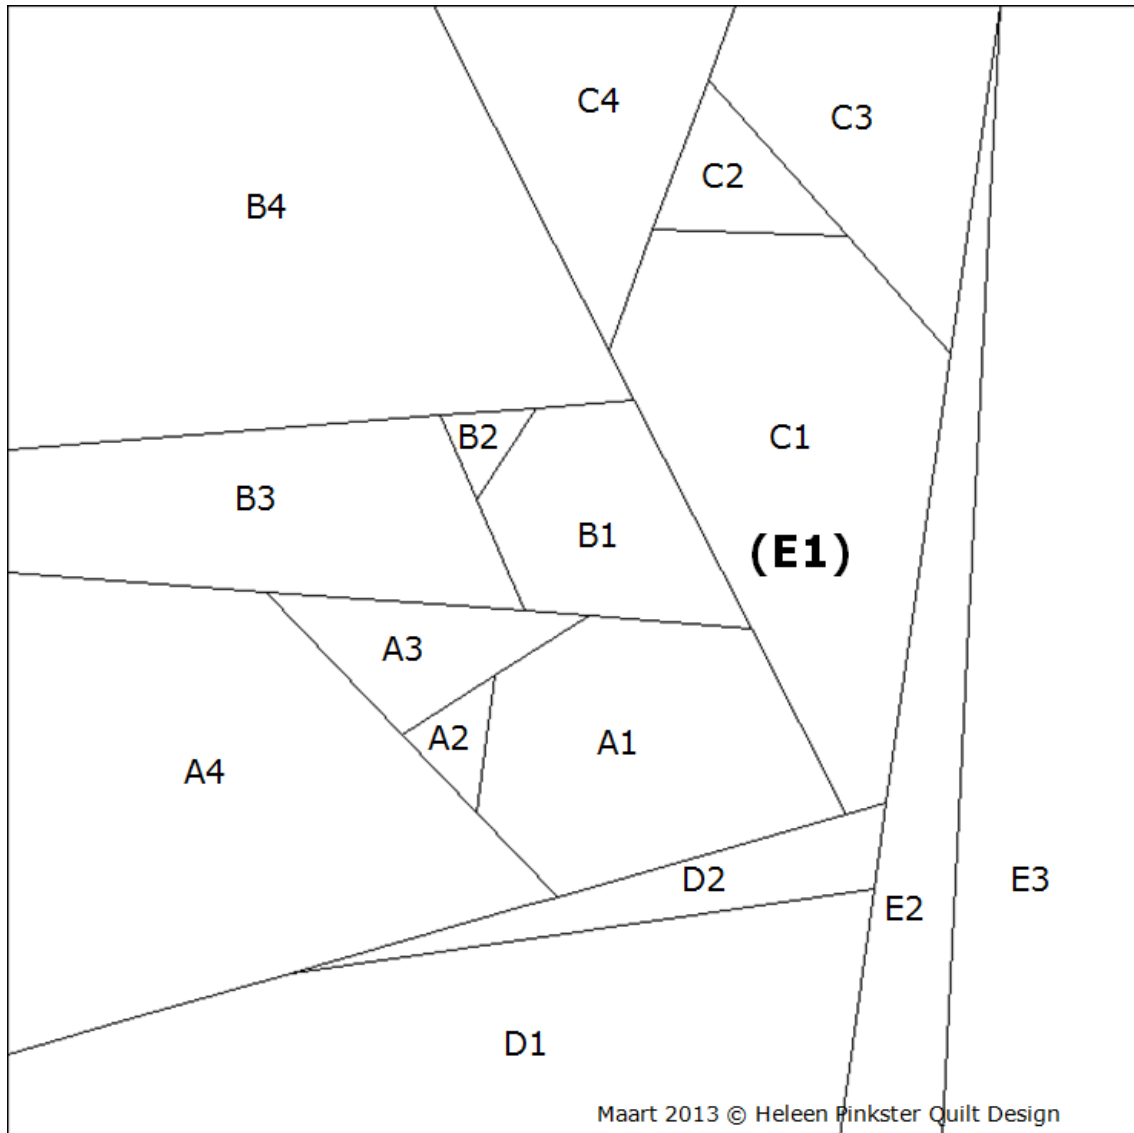 C4
C3
C2
B4
B2
C1
B3
B1
(E1)
A3
A2
A1
A4
D2
E3
E2
D1
Maart 2013 © Heleen Pinkster Quilt Design